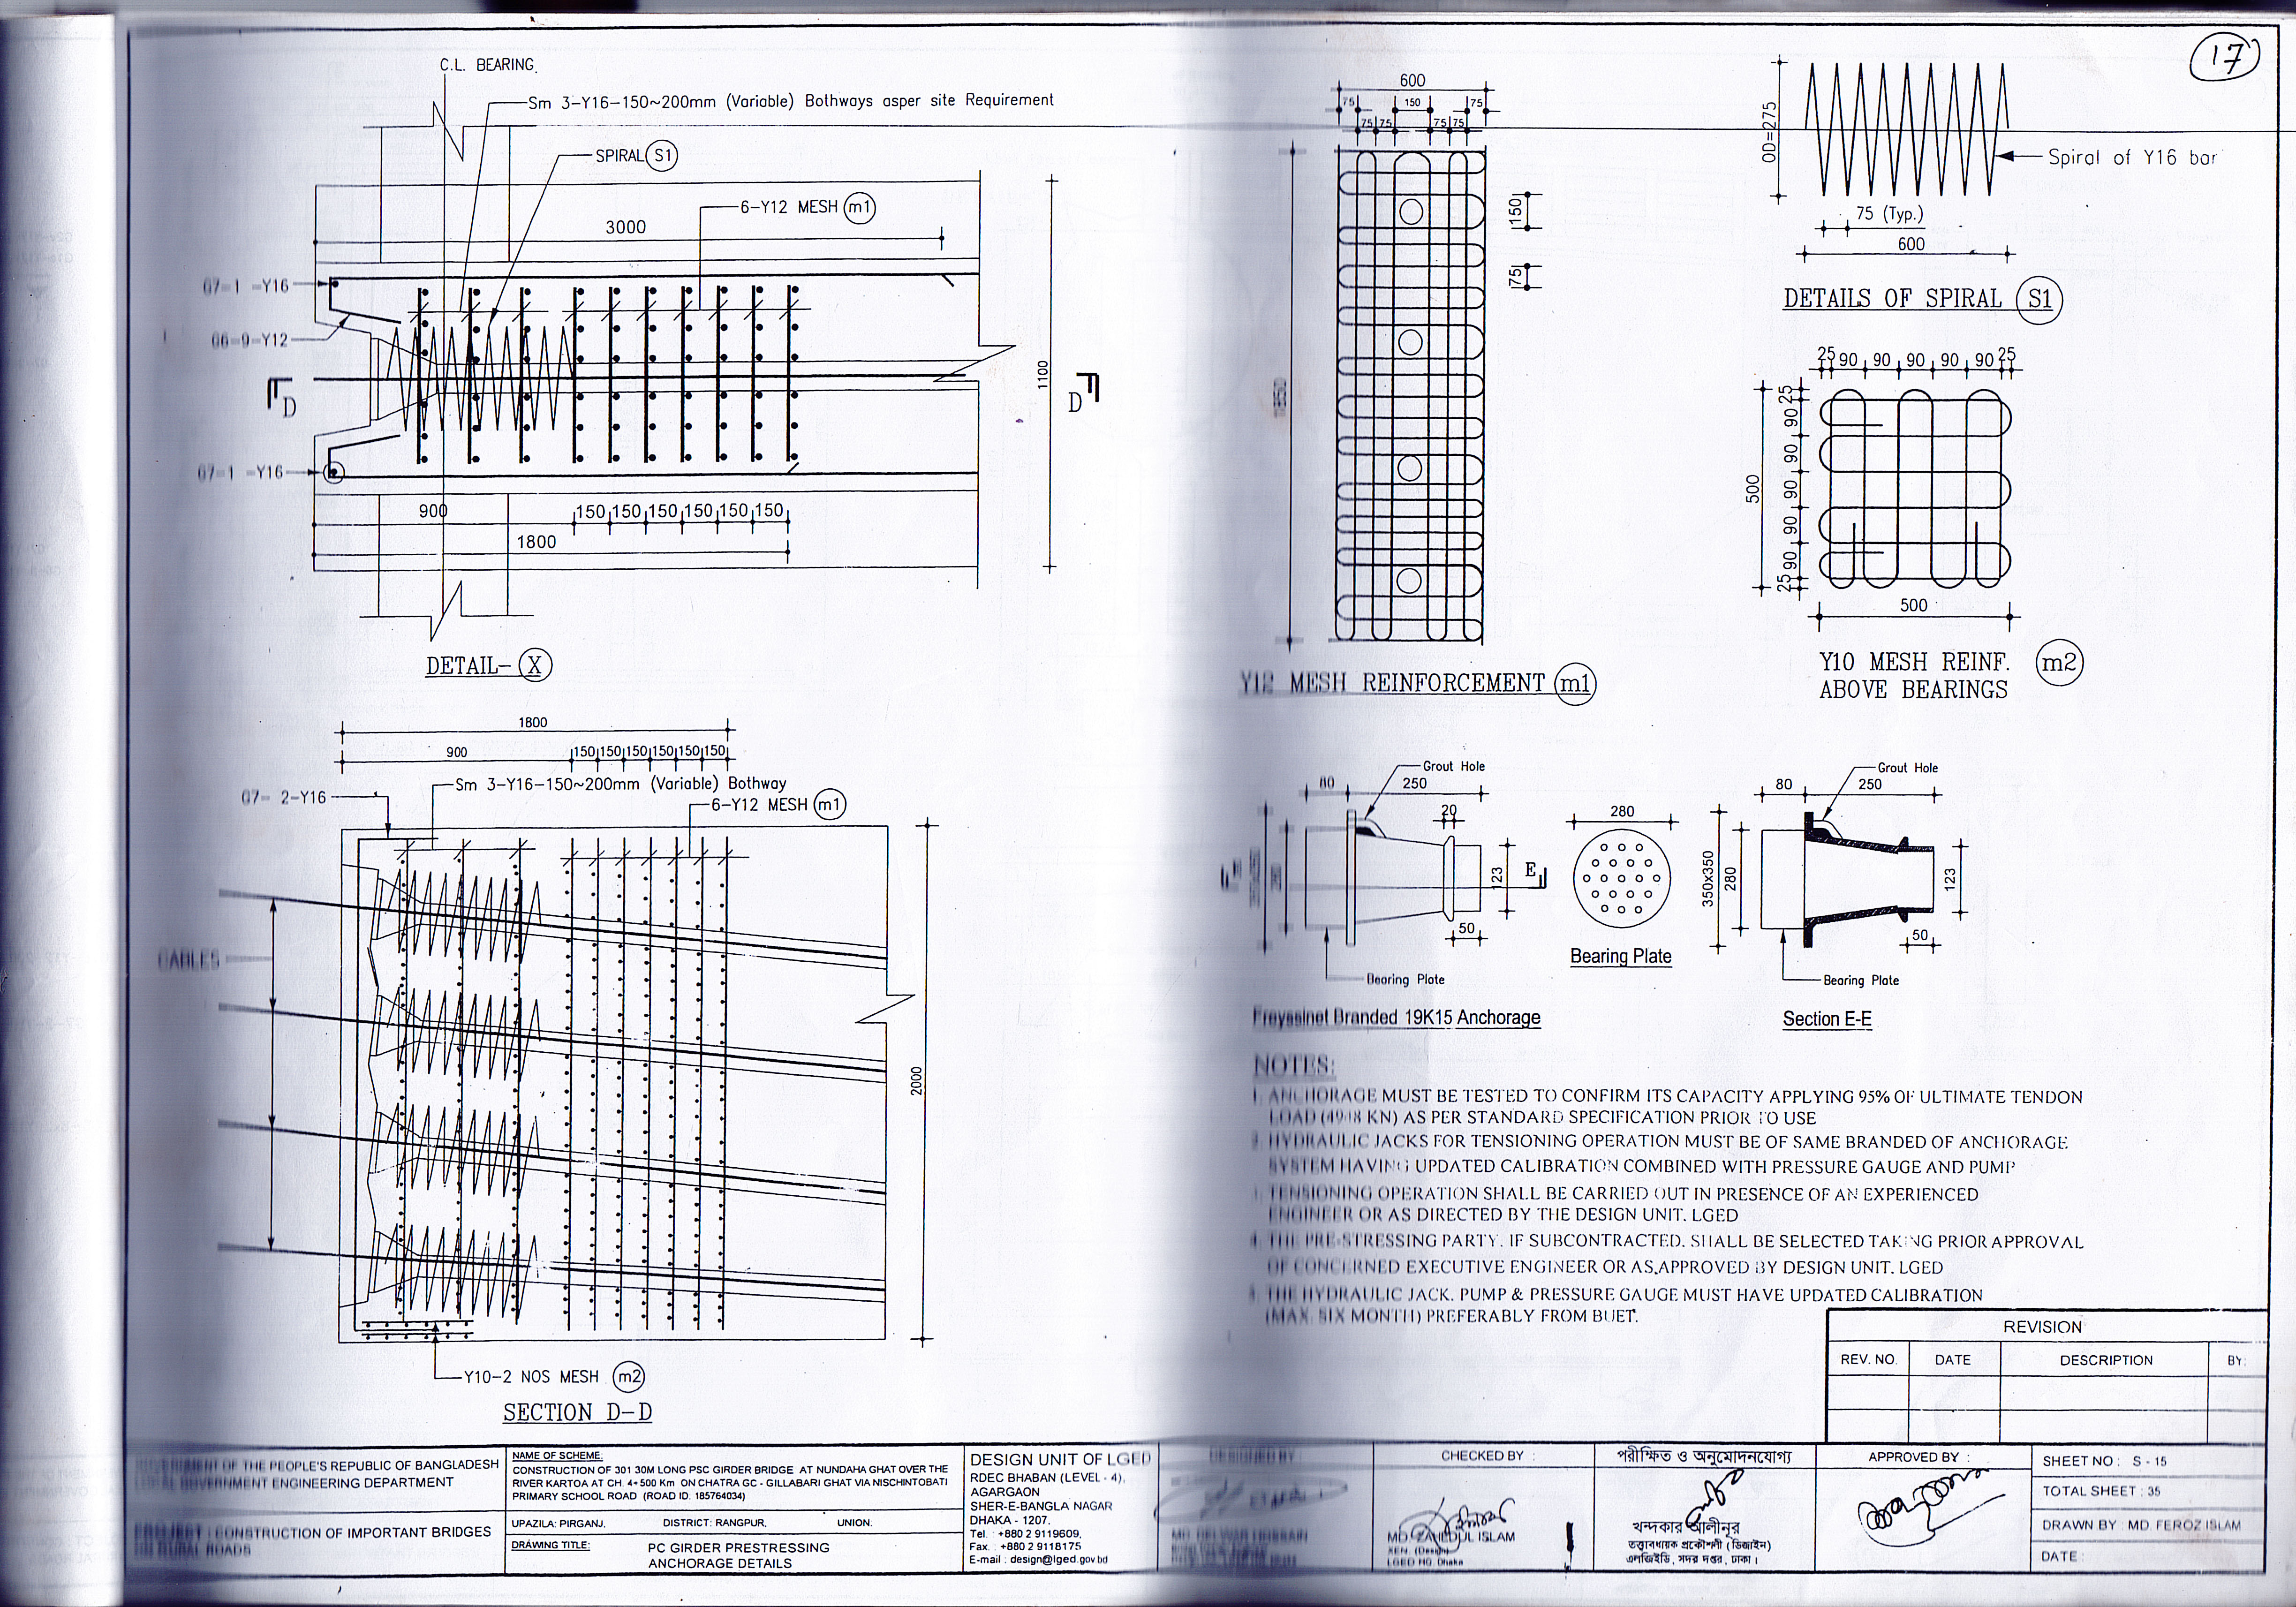 17
C.L. BEARING
Sm 3-Y16-150~200mm (Variable) Bothways asper site Requirement
SPIRAL S1
6-Y12 MESH m1
3000
G7-1 -Y16
G6-9-Y12
D
D
1100
G7-1 -Y16
900
150 150 150 150 150 150
1800
DETAIL- X
1800
900
150 150 150 150 150 150
Sm 3-Y16-150~200mm (Variable) Bothway
G7- 2-Y16
6-Y12 MESH m1
CABLES
2000
Y10-2 NOS MESH m2
SECTION D-D
600
75 150 75
75 75 75 75
150
75
Y12 MESH REINFORCEMENT m1
OD=275
Spiral of Y16 bar
75 (Typ.)
600
DETAILS OF SPIRAL S1
25 90 90 90 90 90 25
25 90 90 90 90 90 25
500
500
Y10 MESH REINF. m2
ABOVE BEARINGS
Grout Hole
80 250
20
123
E
50
Bearing Plate
Freyssinet Branded 19K15 Anchorage
280
Bearing Plate
Grout Hole
80 250
350x350
280
123
50
Bearing Plate
Section E-E
NOTES:
1. ANCHORAGE MUST BE TESTED TO CONFIRM ITS CAPACITY APPLYING 95% OF ULTIMATE TENDON
LOAD KN) AS PER STANDARD SPECIFICATION PRIOR TO USE
2. HYDRAULIC JACKS FOR TENSIONING OPERATION MUST BE OF SAME BRANDED OF ANCHORAGE
SYSTEM HAVING UPDATED CALIBRATION COMBINED WITH PRESSURE GAUGE AND PUMP
3. TENSIONING OPERATION SHALL BE CARRIED OUT IN PRESENCE OF AN EXPERIENCED
ENGINEER OR AS DIRECTED BY THE DESIGN UNIT. LGED
4. THE PRE-STRESSING PARTY. IF SUBCONTRACTED. SHALL BE SELECTED TAKING PRIOR APPROVAL
OF CONCERNED EXECUTIVE ENGINEER OR AS APPROVED BY DESIGN UNIT. LGED
5. THE HYDRAULIC JACK. PUMP & PRESSURE GAUGE MUST HAVE UPDATED CALIBRATION
(MAX. SIX MONTH) PREFERABLY FROM BUET.
REVISION
REV. NO. DATE DESCRIPTION BY:
GOVERNMENT OF THE PEOPLE'S REPUBLIC OF BANGLADESH
LOCAL GOVERNMENT ENGINEERING DEPARTMENT
PROJECT : CONSTRUCTION OF IMPORTANT BRIDGES
ON RURAL ROADS
NAME OF SCHEME:
CONSTRUCTION OF 301 30M LONG PSC GIRDER BRIDGE AT NUNDAHA GHAT OVER THE
RIVER KARTOA AT CH. 4+500 Km ON CHATRA GC - GILLABARI GHAT VIA NISCHINTOBATI
PRIMARY SCHOOL ROAD (ROAD ID. 185764034)
UPAZILA: PIRGANJ, DISTRICT: RANGPUR, UNION.
DRAWING TITLE: PC GIRDER PRESTRESSING
ANCHORAGE DETAILS
DESIGN UNIT OF LGED
RDEC BHABAN (LEVEL - 4),
AGARGAON
SHER-E-BANGLA NAGAR
DHAKA - 1207.
Tel. : +880 2 9119609,
Fax. : +880 2 9118175
E-mail : design@lged.gov.bd
DESIGNED BY
CHECKED BY :
MD. ZAHIDUL ISLAM
XEN. (Design)
LGED HQ. Dhaka
পরীক্ষিত ও অনুমোদনযোগ্য
খন্দকার আলীনূর
তত্ত্বাবধায়ক প্রকৌশলী (ডিজাইন)
এলজিইডি, সদর দপ্তর, ঢাকা।
APPROVED BY :
SHEET NO : S - 15
TOTAL SHEET : 35
DRAWN BY : MD. FEROZ ISLAM
DATE :